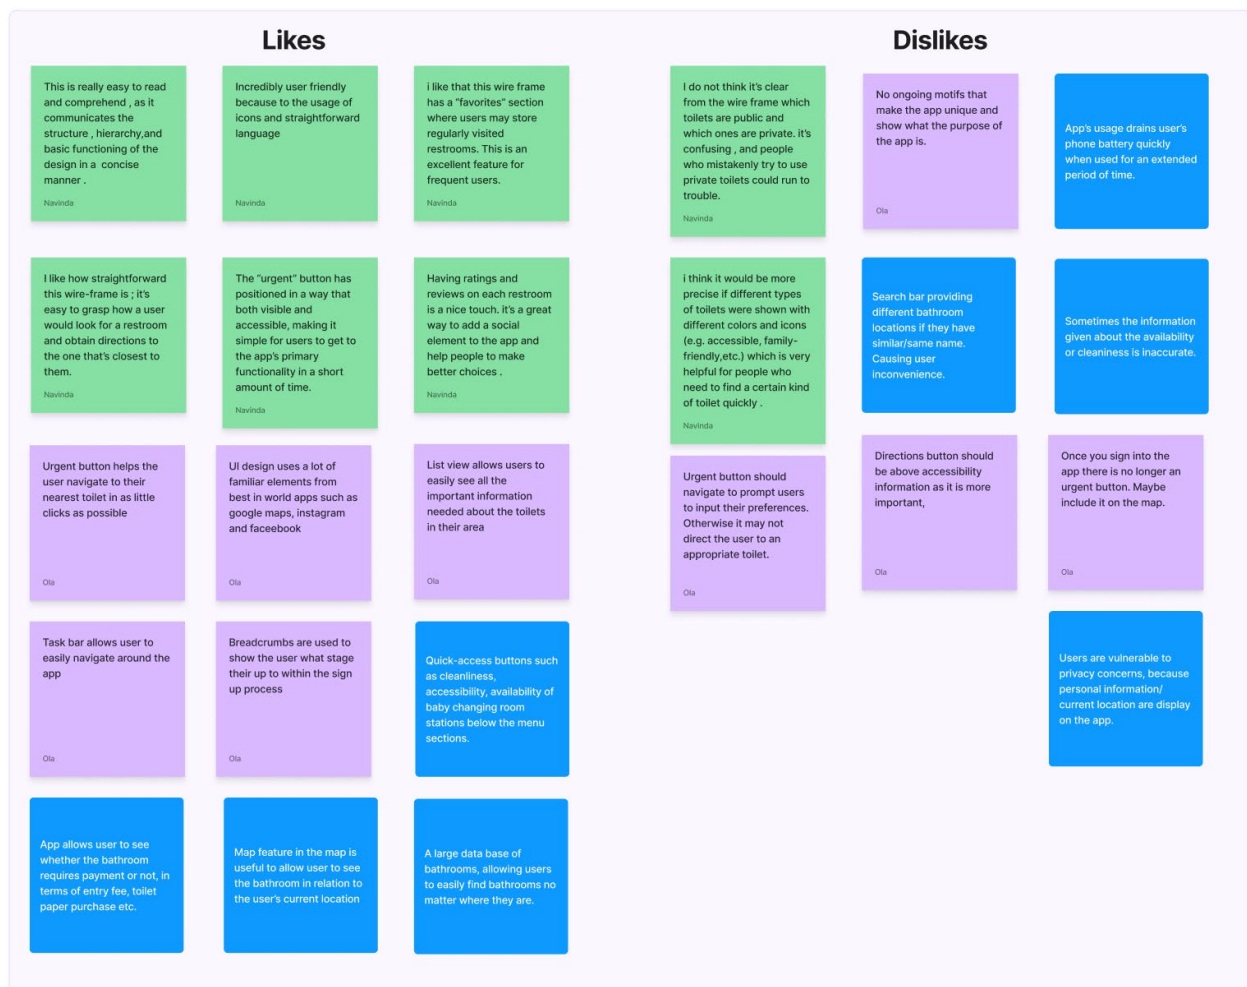 Likes
This is really easy to read
and comprehend , as it
communicates the
structure , hierarchy,and
basic functioning of the
design in a  concise
manner .
Navinda
Incredibly user friendly
because to the usage of
icons and straightforward
language
Navinda
i like that this wire frame
has a “favorites” section
where users may store
regularly visited
restrooms. This is an
excellent feature for
frequent users.
Navinda
I like how straightforward
this wire-frame is ; it’s
easy to grasp how a user
would look for a restroom
and obtain directions to
the one that’s closest to
them.
Navinda
The “urgent” button has
positioned in a way that
both visible and
accessible, making it
simple for users to get to
the app’s primary
functionality in a short
amount of time.
Navinda
Having ratings and
reviews on each restroom
is a nice touch. it’s a great
way to add a social
element to the app and
help people to make
better choices .
Navinda
Urgent button helps the
user navigate to their
nearest toilet in as little
clicks as possible
Ola
UI design uses a lot of
familiar elements from
best in world apps such as
google maps, instagram
and faceebook
Ola
List view allows users to
easily see all the
important information
needed about the toilets
in their area
Ola
Task bar allows user to
easily navigate around the
app
Ola
Breadcrumbs are used to
show the user what stage
their up to within the sign
up process
Ola
Quick-access buttons such
as cleanliness,
accessibility, availability of
baby changing room
stations below the menu
sections.
App allows user to see
whether the bathroom
requires payment or not, in
terms of entry fee, toilet
paper purchase etc.
Map feature in the map is
useful to allow user to see
the bathroom in relation to
the user’s current location
A large data base of
bathrooms, allowing users
to easily find bathrooms no
matter where they are.
Dislikes
I do not think it’s clear
from the wire frame which
toilets are public and
which ones are private. it’s
confusing , and people
who mistakenly try to use
private toilets could run to
trouble.
Navinda
No ongoing motifs that
make the app unique and
show what the purpose of
the app is.
Ola
App’s usage drains user’s
phone battery quickly
when used for an extended
period of time.
i think it would be more
precise if different types
of toilets were shown with
different colors and icons
(e.g. accessible, family-
friendly,etc.) which is very
helpful for people who
need to find a certain kind
of toilet quickly .
Navinda
Search bar providing
different bathroom
locations if they have
similar/same name.
Causing user
inconvenience.
Sometimes the information
given about the availability
or cleaniness is inaccurate.
Urgent button should
navigate to prompt users
to input their preferences.
Otherwise it may not
direct the user to an
appropriate toilet.
Ola
Directions button should
be above accessibility
information as it is more
important,
Ola
Once you sign into the
app there is no longer an
urgent button. Maybe
include it on the map.
Ola
Users are vulnerable to
privacy concerns, because
personal information/
current location are display
on the app.